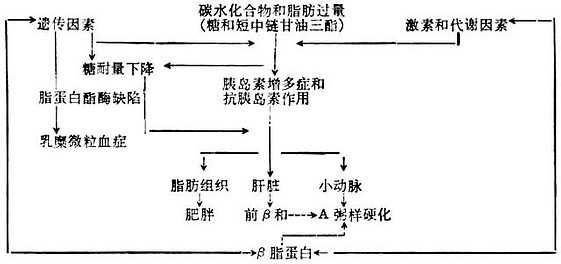 碳水化合物和脂肪过量
遗传因素 (糖和短中链甘油三酯) 激素和代谢因素
糖耐量下降
胰岛素增多症和
脂蛋白酯酶缺陷 抗胰岛素作用
乳糜微粒血症
脂肪组织 肝脏 小动脉
肥胖 前β和 A粥样硬化
β脂蛋白